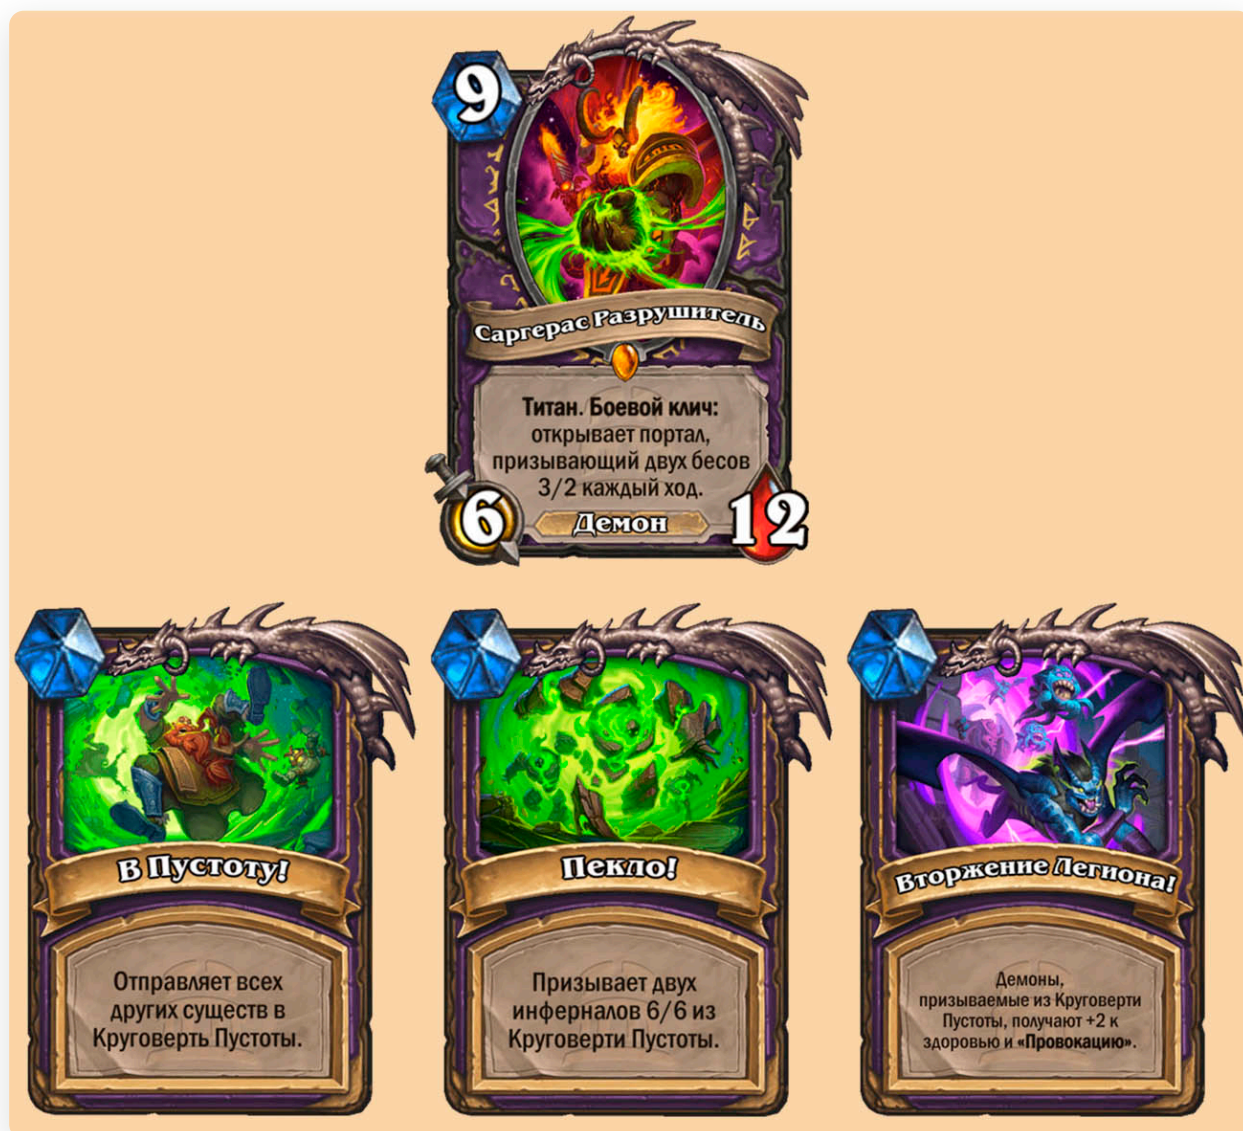 9
Саргерас Разрушитель
Титан. Боевой клич:
открывает портал,
призывающий двух бесов
3/2 каждый ход.
6
Демон
12
В Пустоту!
Отправляет всех
других существ в
Круговерть Пустоты.
Пекло!
Призывает двух
инферналов 6/6 из
Круговерти Пустоты.
Вторжение Легиона!
Демоны,
призываемые из Круговерти
Пустоты, получают +2 к
здоровью и «Провокацию».